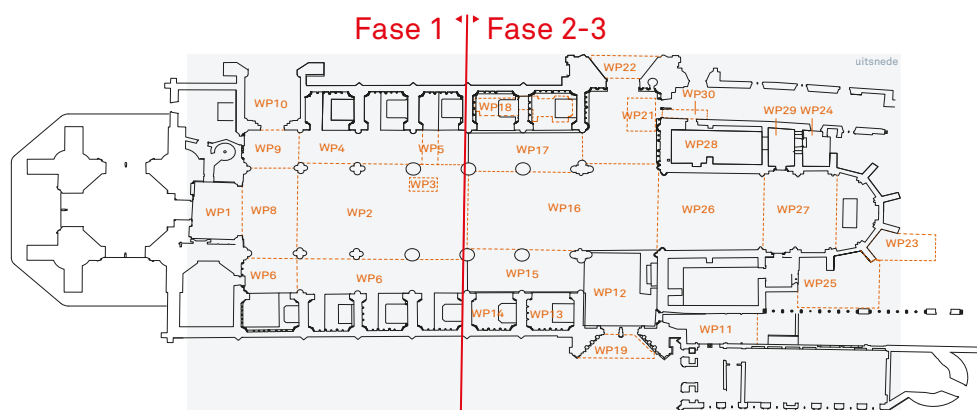 Fase 1 Fase 2-3
uitsnede
WP22
WP30
WP10
WP18
WP21
WP29 WP24
WP9
WP4
WP5
WP17
WP28
WP3
WP1
WP8
WP2
WP16
WP26
WP27
WP23
WP6
WP6
WP15
WP12
WP25
WP14
WP13
WP11
WP19